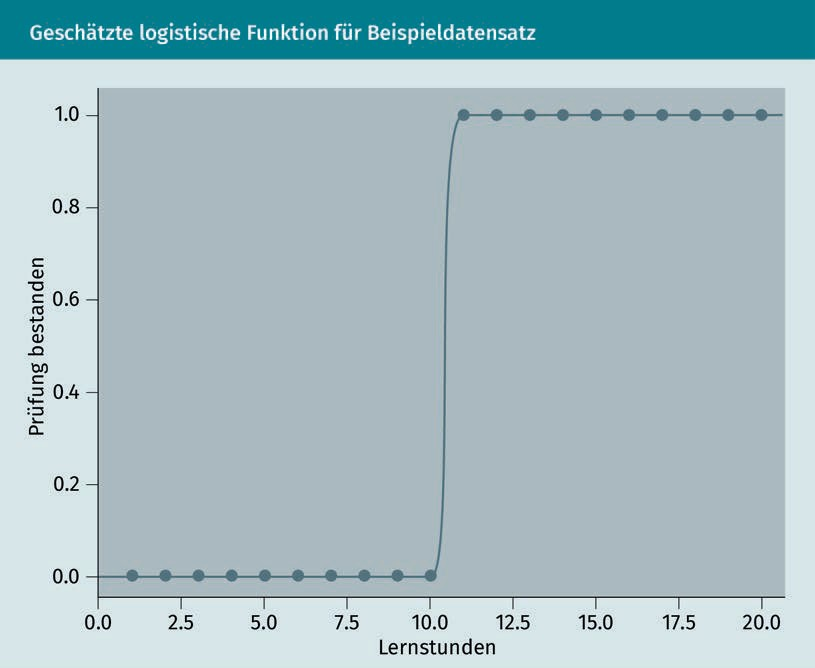 Geschätzte logistische Funktion für Beispieldatensatz
1.0
0.8
0.6
0.4
0.2
0.0
Prüfung bestanden
0.0 2.5 5.0 7.5 10.0 12.5 15.0 17.5 20.0
Lernstunden